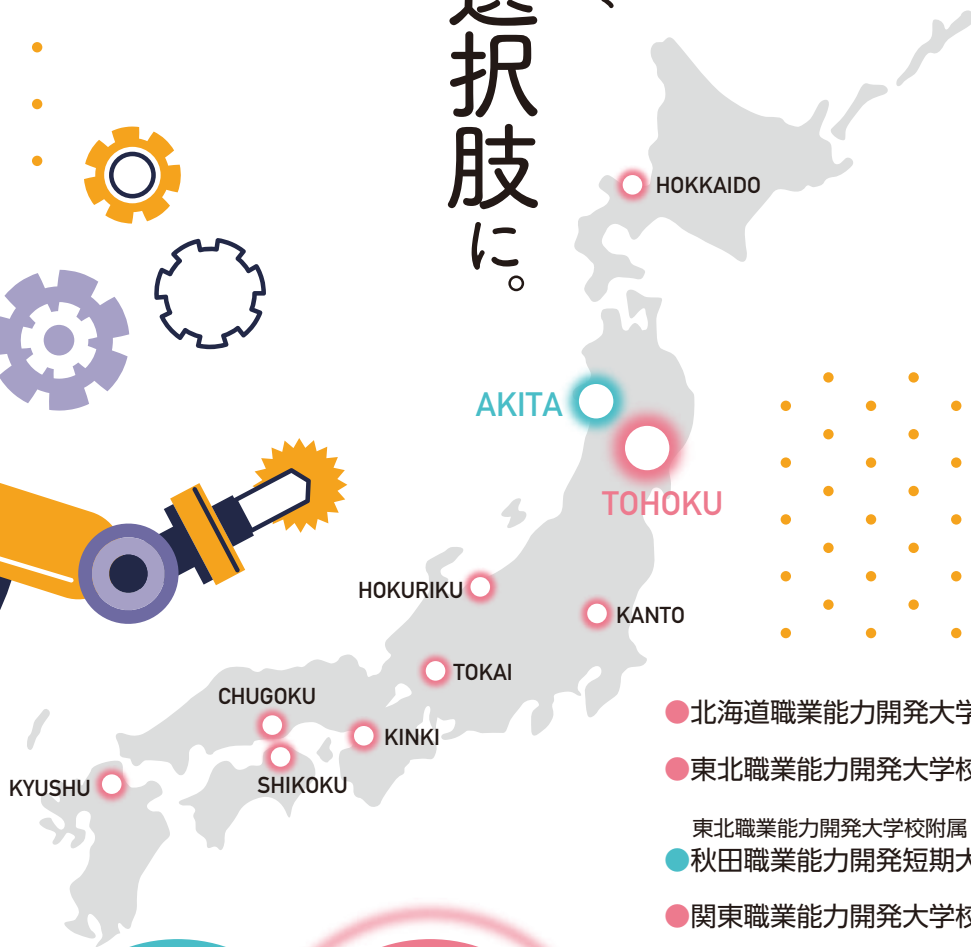 選択肢に。
HOKKAIDO
AKITA
TOHOKU
HOKURIKU
KANTO
TOKAI
CHUGOKU
KINKI
SHIKOKU
KYUSHU
●北海道職業能力開発大学
●東北職業能力開発大学校
東北職業能力開発大学校附属
●秋田職業能力開発短期大
●関東職業能力開発大学校